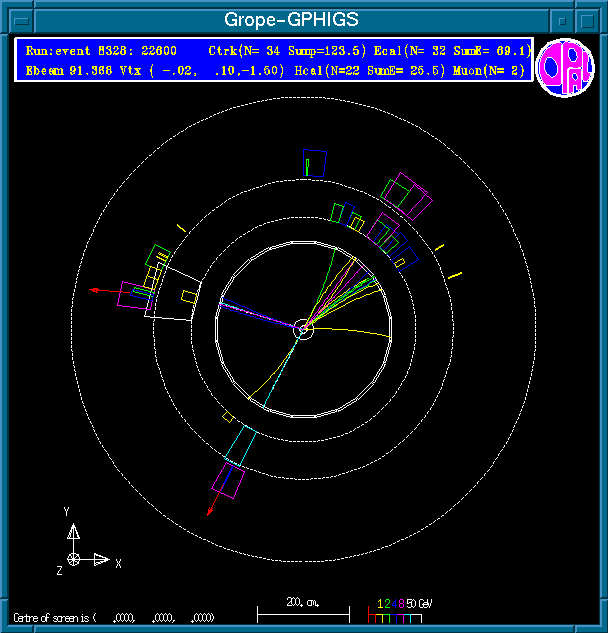 Grope-GPHIGS
Run:event 8328: 22600 Ctrk(N= 34 Sump=123.5) Ecal(N= 32 SumE= 69.1)
Ebeam 91.388 Vtx ( -.02, .10,-1.60) Hcal(N=22 SumE= 25.5) Muon(N= 2)
OPAL
Y
X
Z
200. cm.
1 2 4 8 50 GeV
Centre of screen is ( .0000, .0000, .0000)